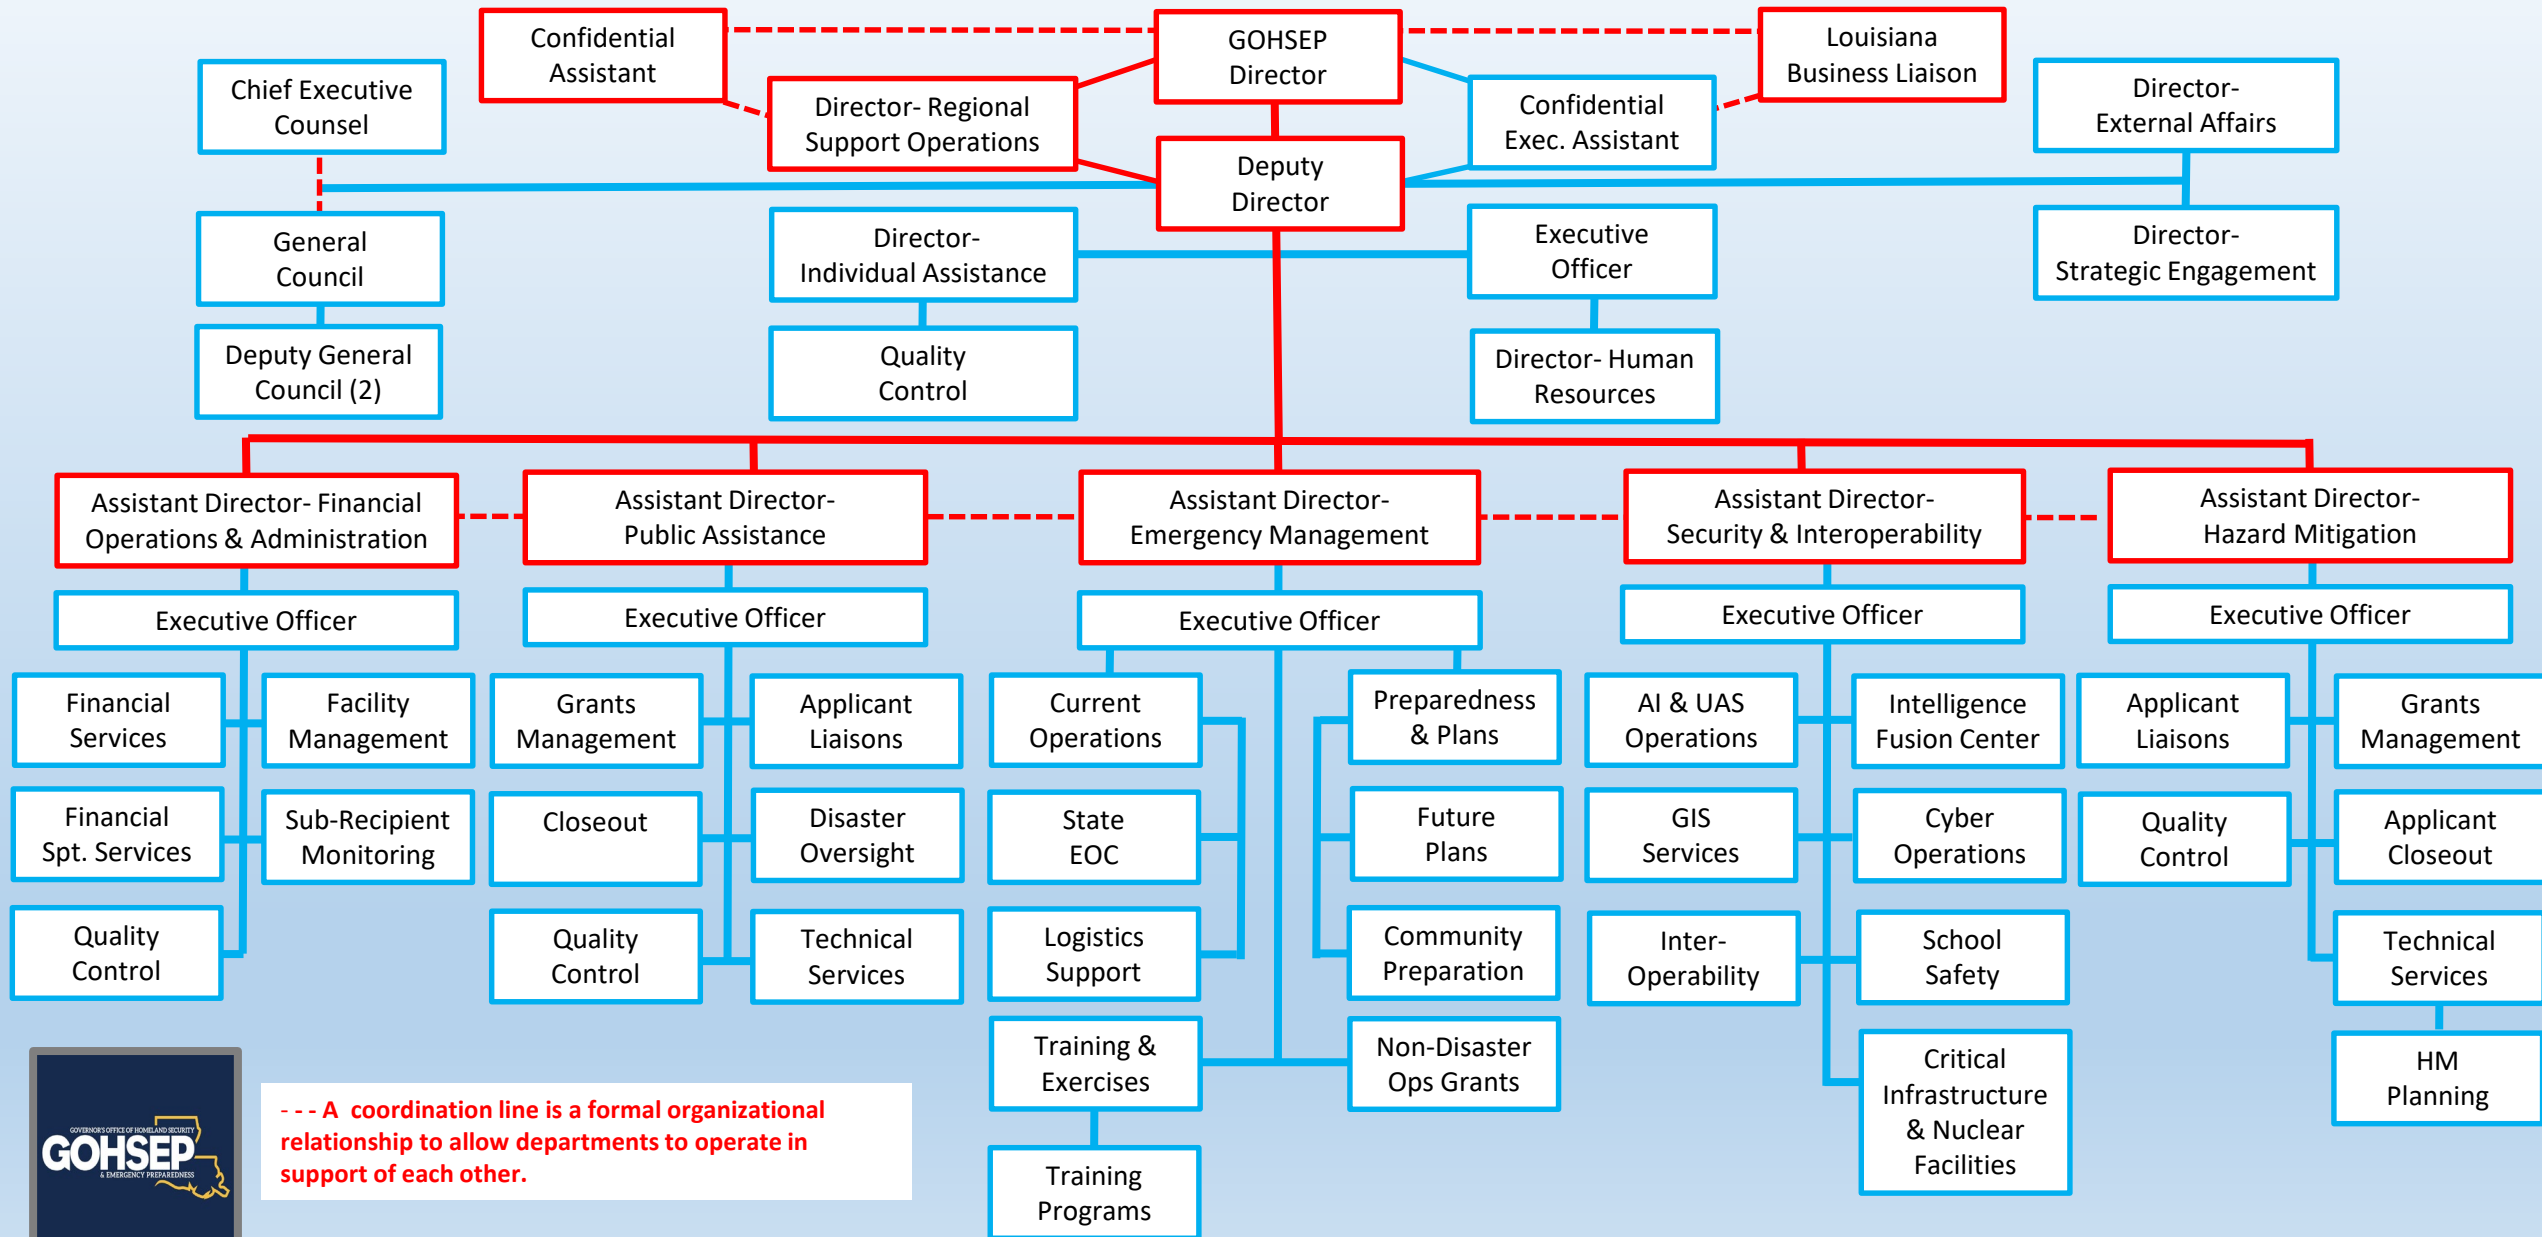 Confidential
Assistant
GOHSEP
Director
Louisiana
Business Liaison
Chief Executive
Counsel
Director- Regional
Support Operations
Confidential
Exec. Assistant
Director-
External Affairs
Deputy
Director
General
Council
Director-
Individual Assistance
Executive
Officer
Director-
Strategic Engagement
Deputy General
Council (2)
Quality
Control
Director- Human
Resources
Assistant Director- Financial
Operations & Administration
Assistant Director-
Public Assistance
Assistant Director-
Emergency Management
Assistant Director-
Security & Interoperability
Assistant Director-
Hazard Mitigation
Executive Officer
Executive Officer
Executive Officer
Executive Officer
Executive Officer
Financial
Services
Facility
Management
Grants
Management
Applicant
Liaisons
Current
Operations
Preparedness
& Plans
AI & UAS
Operations
Intelligence
Fusion Center
Applicant
Liaisons
Grants
Management
Financial
Spt. Services
Sub-Recipient
Monitoring
Closeout
Disaster
Oversight
State
EOC
Future
Plans
GIS
Services
Cyber
Operations
Quality
Control
Applicant
Closeout
Quality
Control
Quality
Control
Technical
Services
Logistics
Support
Community
Preparation
Inter-
Operability
School
Safety
Technical
Services
Training &
Exercises
Non-Disaster
Ops Grants
Critical
Infrastructure
& Nuclear
Facilities
HM
Planning
Training
Programs
GOVERNOR'S OFFICE OF HOMELAND SECURITY
GOHSEP
& EMERGENCY PREPAREDNESS
- - - A coordination line is a formal organizational
relationship to allow departments to operate in
support of each other.